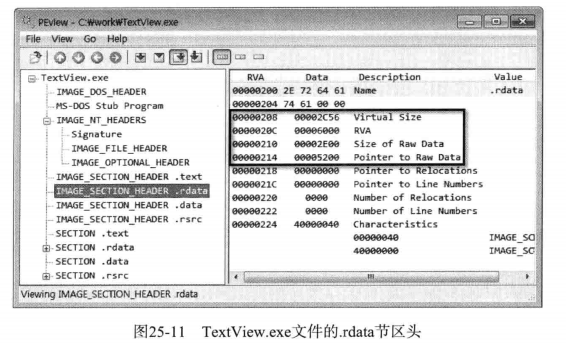 PEview - C:₩work₩TextView.exe
File View Go Help
TextView.exe
IMAGE_DOS_HEADER
MS-DOS Stub Program
IMAGE_NT_HEADERS
Signature
IMAGE_FILE_HEADER
IMAGE_OPTIONAL_HEADER
IMAGE_SECTION_HEADER .text
IMAGE_SECTION_HEADER .rdata
IMAGE_SECTION_HEADER .data
IMAGE_SECTION_HEADER .rsrc
SECTION .text
SECTION .rdata
SECTION .data
SECTION .rsrc
RVA Data Description Value
00000200 2E 72 64 61 Name .rdata
00000204 74 61 00 00
00000208 00002C56 Virtual Size
0000020C 00006000 RVA
00000210 00002E00 Size of Raw Data
00000214 00005200 Pointer to Raw Data
00000218 00000000 Pointer to Relocations
0000021C 00000000 Pointer to Line Numbers
00000220 0000 Number of Relocations
00000222 0000 Number of Line Numbers
00000224 40000040 Characteristics
00000040 IMAGE_SC
40000000 IMAGE_SC
Viewing IMAGE_SECTION_HEADER .rdata
图25-11 TextView.exe文件的.rdata节区头